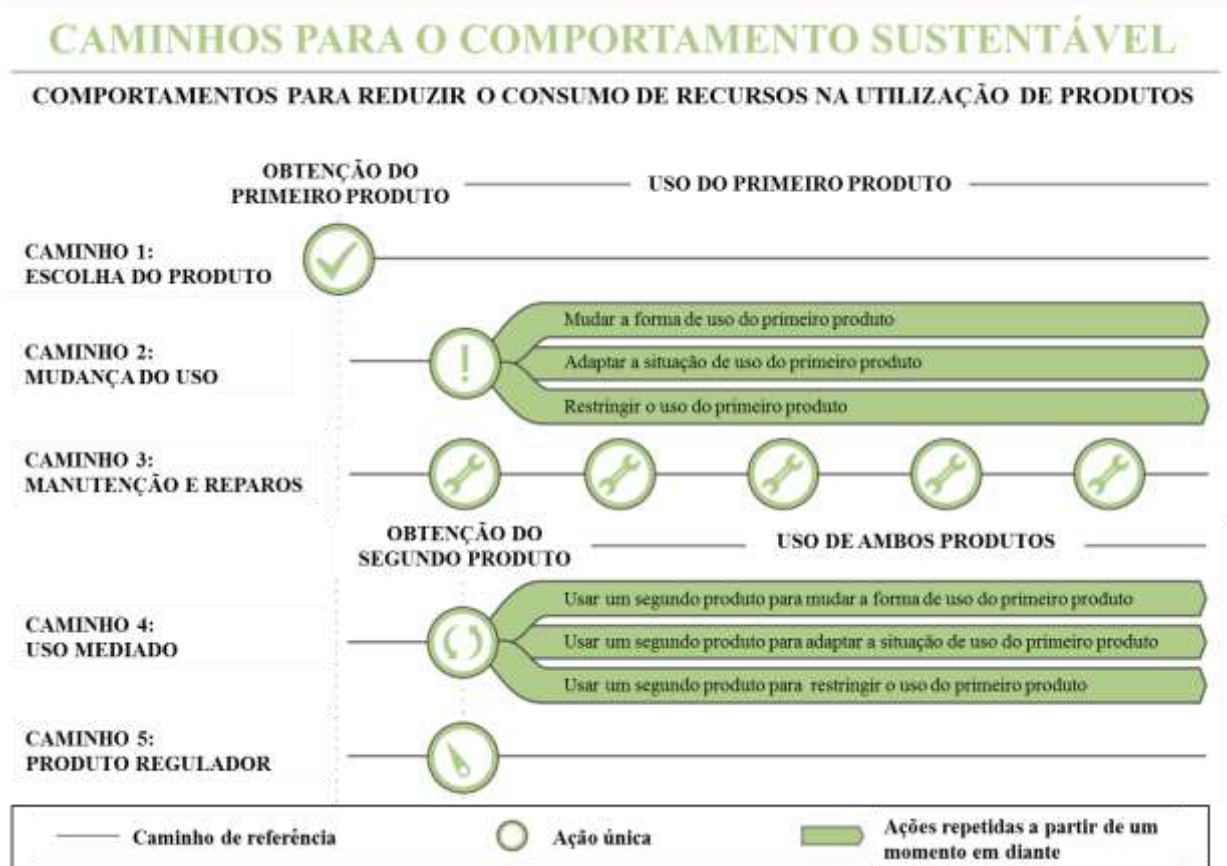 CAMINHOS PARA O COMPORTAMENTO SUSTENTÁVEL
COMPORTAMENTOS PARA REDUZIR O CONSUMO DE RECURSOS NA UTILIZAÇÃO DE PRODUTOS
OBTENÇÃO DO
PRIMEIRO PRODUTO
USO DO PRIMEIRO PRODUTO
CAMINHO 1:
ESCOLHA DO PRODUTO
CAMINHO 2:
MUDANÇA DO USO
Mudar a forma de uso do primeiro produto
Adaptar a situação de uso do primeiro produto
Restringir o uso do primeiro produto
CAMINHO 3:
MANUTENÇÃO E REPAROS
OBTENÇÃO DO
SEGUNDO PRODUTO
USO DE AMBOS PRODUTOS
CAMINHO 4:
USO MEDIADO
Usar um segundo produto para mudar a forma de uso do primeiro produto
Usar um segundo produto para adaptar a situação de uso do primeiro produto
Usar um segundo produto para restringir o uso do primeiro produto
CAMINHO 5:
PRODUTO REGULADOR
Caminho de referência
Ação única
Ações repetidas a partir de um
momento em diante